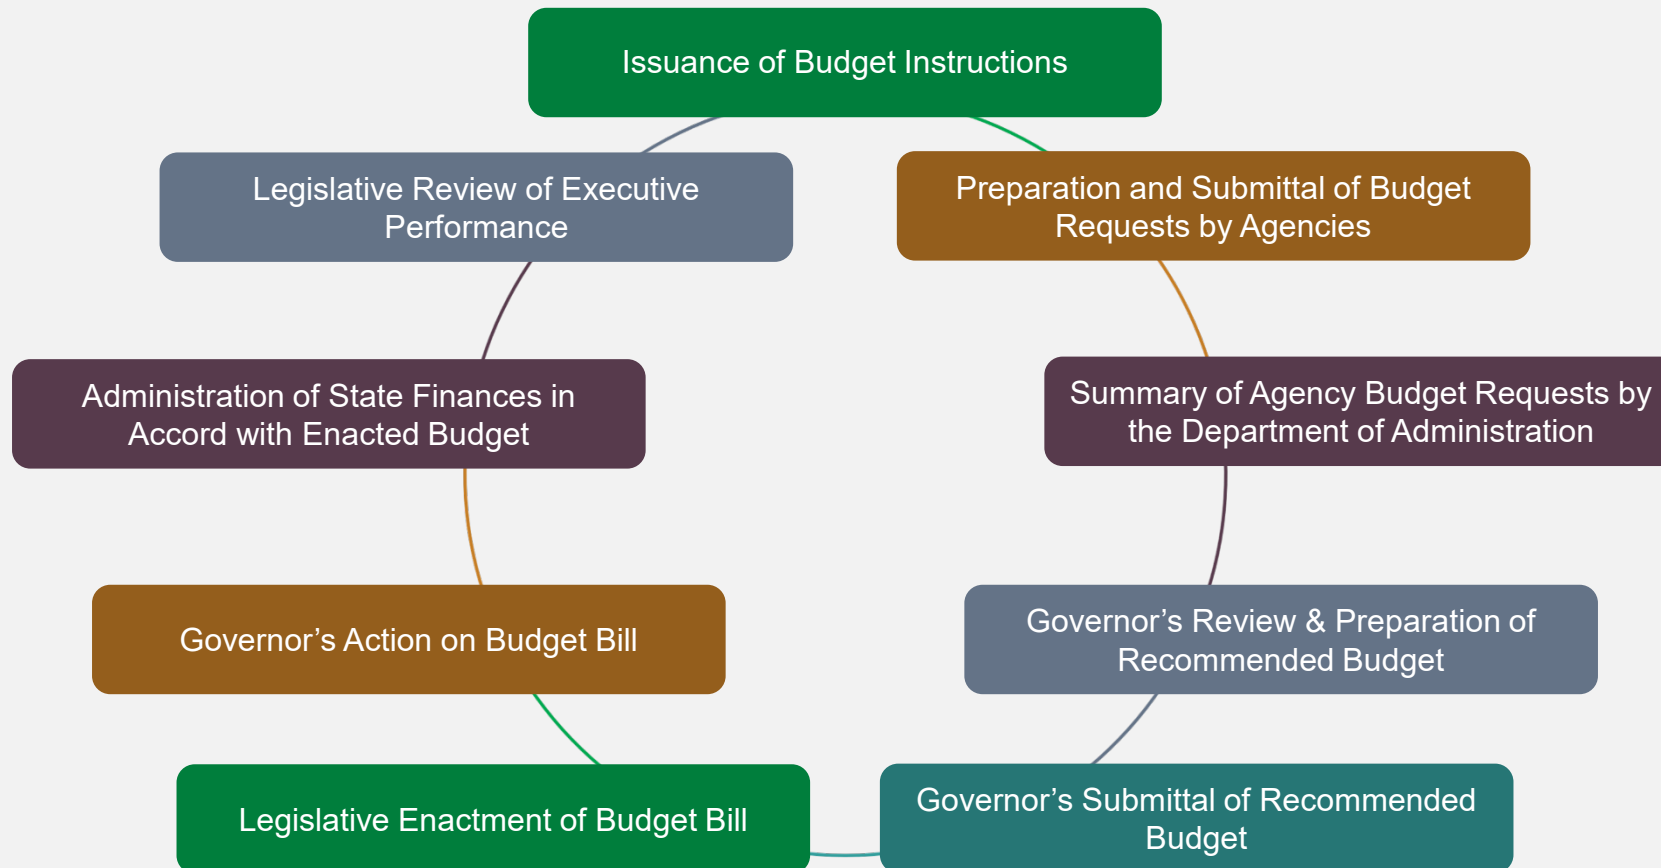 Issuance of Budget Instructions
Preparation and Submittal of Budget
Requests by Agencies
Summary of Agency Budget Requests by
the Department of Administration
Governor’s Review & Preparation of
Recommended Budget
Governor’s Submittal of Recommended
Budget
Legislative Enactment of Budget Bill
Governor’s Action on Budget Bill
Administration of State Finances in
Accord with Enacted Budget
Legislative Review of Executive
Performance